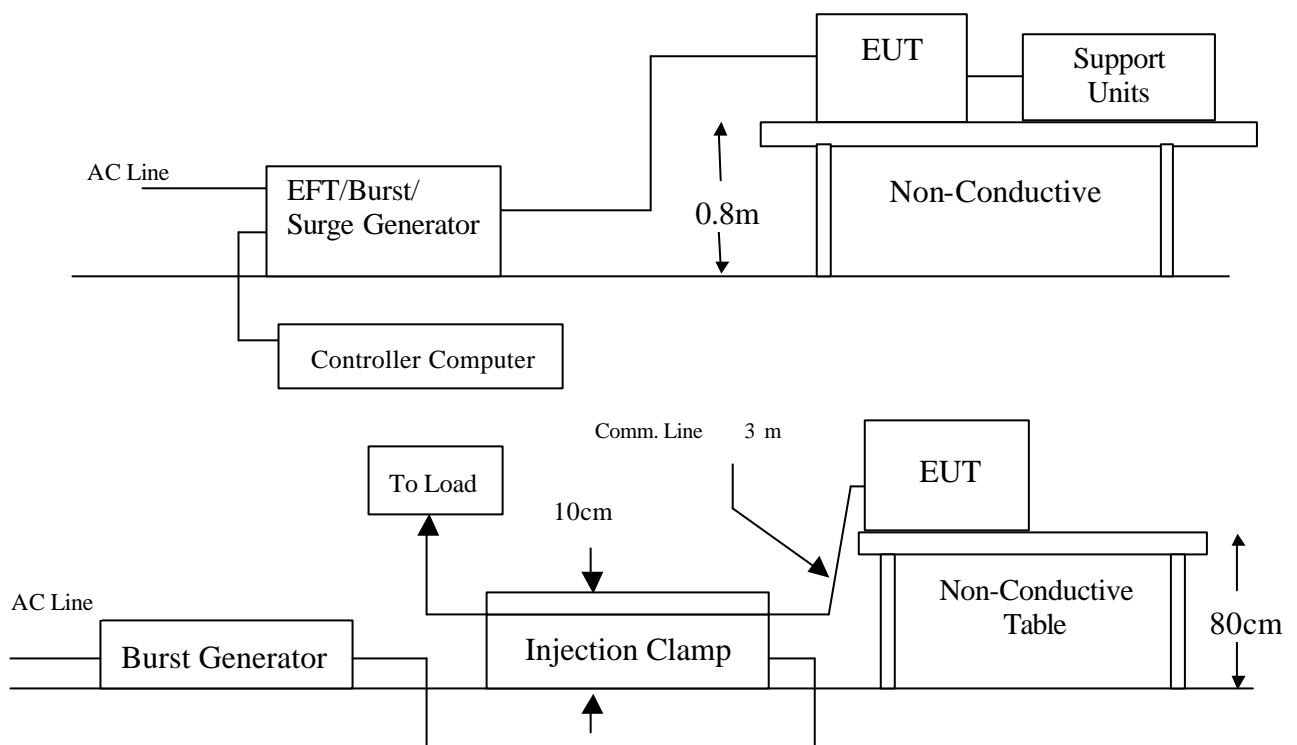 EUT
Support
Units
AC Line
EFT/Burst/
Surge Generator
0.8m
Non-Conductive
Controller Computer
Comm. Line 3 m
To Load
EUT
10cm
AC Line
Burst Generator
Injection Clamp
Non-Conductive
Table
80cm